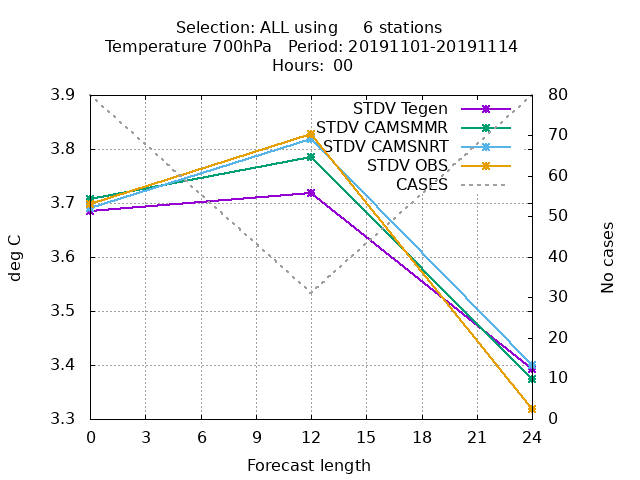 Selection: ALL using     6 stations
Temperature 700hPa   Period: 20191101-20191114
Hours:  00
3.9
3.8
3.7
3.6
3.5
3.4
3.3
deg C
STDV Tegen
STDV CAMSMMR
STDV CAMSNRT
STDV OBS
CASES
80
70
60
50
40
30
20
10
0
No cases
0 3 6 9 12 15 18 21 24
Forecast length